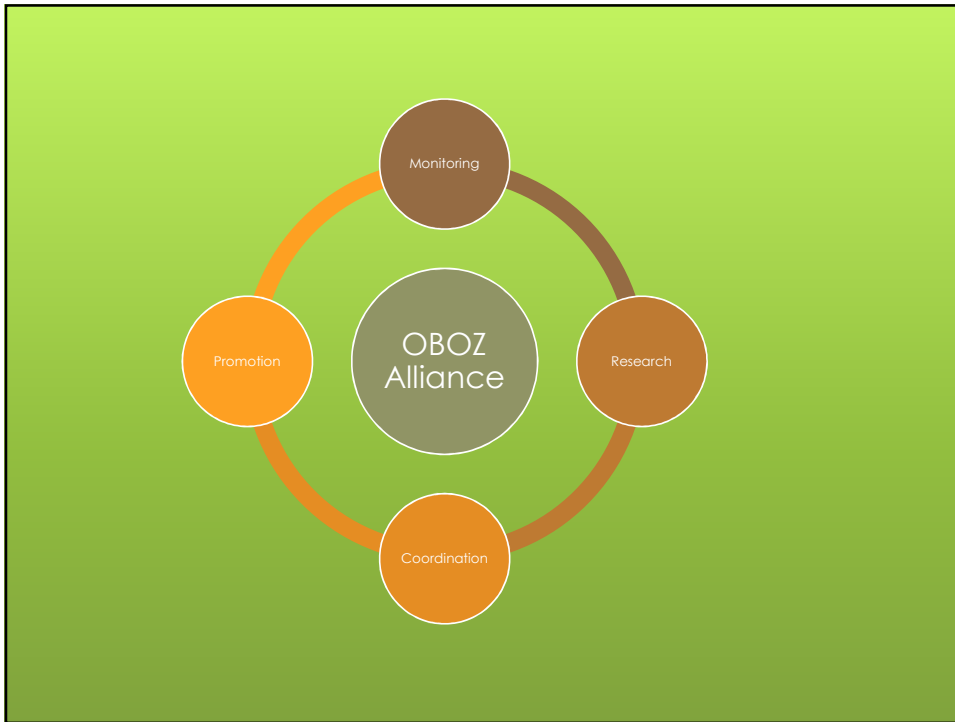 Monitoring
OBOZ
Alliance
Promotion
Research
Coordination